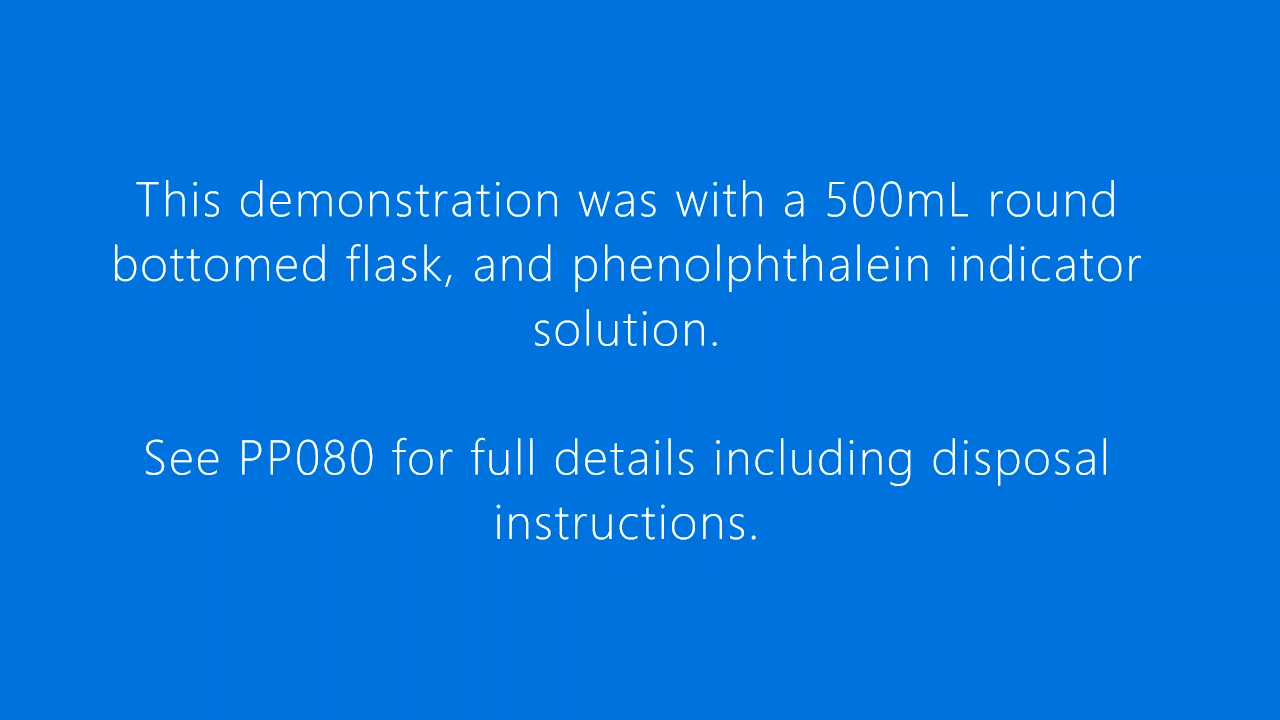 This demonstration was with a 500mL round
bottomed flask, and phenolphthalein indicator
solution.
See PP080 for full details including disposal
instructions.